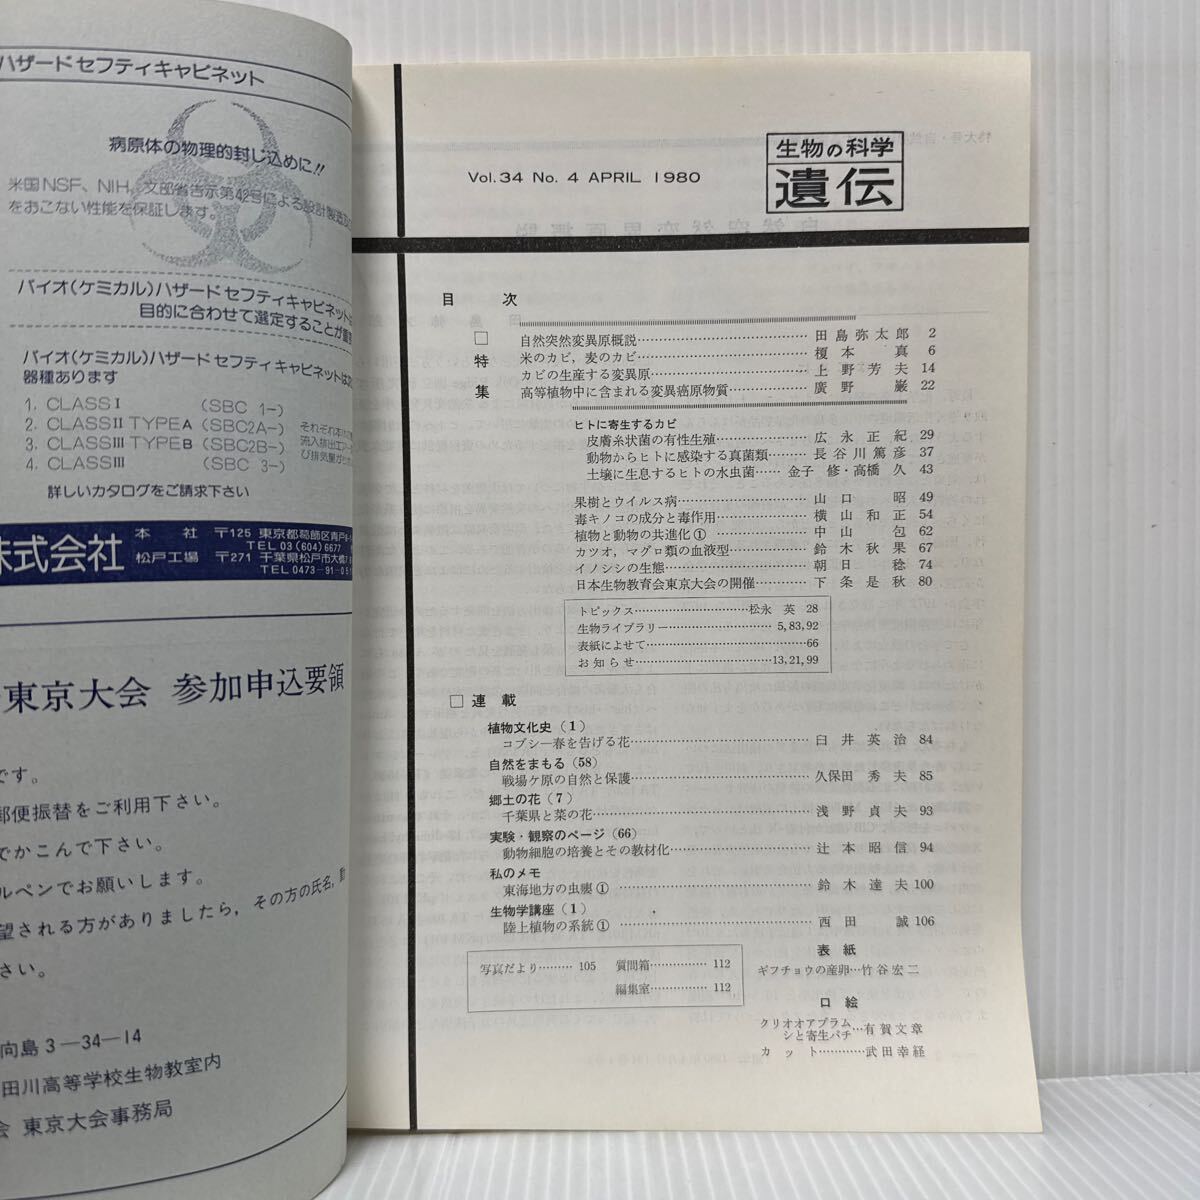 ハザードセフティキャビネット
病原体の物理的封じ込めに!!
米国NSF、NIH、文部省告示第42号による設計製造
をおこない性能を保証します。
バイオ(ケミカル)ハザードセフティキャビネットは
目的に合わせて選定することが重要
バイオ(ケミカル)ハザードセフティキャビネットは
器種あります
1. CLASS I (SBC 1-)
2. CLASS II TYPE A (SBC2A-)
3. CLASS III TYPE B (SBC2B-)
4. CLASS III (SBC 3-)
それぞれ
流入排出エアー
び排気量が
詳しいカタログをご請求下さい
株式会社
本社 〒125 東京都葛飾区青戸
TEL 03 (604) 6677
松戸工場 〒271 千葉県松戸市大橋
TEL 0473-91-05
東京大会 参加申込要領
です。
郵便振替をご利用下さい。
でかこんで下さい。
ルペンでお願いします。
望される方がありましたら，その方の氏名，
さい。
向島3-34-14
田川高等学校生物教室内
会 東京大会事務局
Vol. 34 No. 4 APRIL 1980
生物の科学
遺伝
目次
□特集
自然突然変異原概説……田島弥太郎 2
米のカビ，麦のカビ……榎本真 6
カビの生産する変異原……上野芳夫 14
高等植物中に含まれる変異癌原物質……廣野巌 22
ヒトに寄生するカビ
皮膚糸状菌の有性生殖……広永正紀 29
動物からヒトに感染する真菌類……長谷川篤彦 37
土壌に生息するヒトの水虫菌……金子修・高橋久 43
果樹とウイルス病……山口昭 49
毒キノコの成分と毒作用……横山和正 54
植物と動物の共進化①……中山包 62
カツオ，マグロ類の血液型……鈴木秋果 67
イノシシの生態……朝日稔 74
日本生物教育会東京大会の開催……下条是秋 80
トピックス……松永英 28
生物ライブラリー……5,83,92
表紙によせて……66
お知らせ……13,21,99
□連載
植物文化史（1）
コブシ―春を告げる花……臼井英治 84
自然をまもる（58）
戦場ケ原の自然と保護……久保田秀夫 85
郷土の花（7）
千葉県と菜の花……浅野貞夫 93
実験・観察のページ（66）
動物細胞の培養とその教材化……辻本昭信 94
私のメモ
東海地方の虫癭①……鈴木達夫 100
生物学講座（1）
陸上植物の系統①……西田誠 106
写真だより……105 質問箱……112
編集室……112
表紙
ギフチョウの産卵…竹谷宏二
口絵
クリオオアブラム
シと寄生バチ…有賀文章
カット……武田幸経